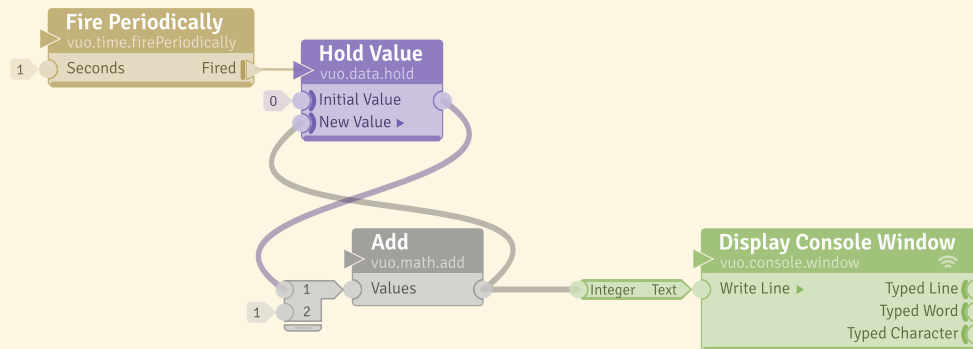 Fire Periodically
vuo.time.firePeriodically
1 Seconds Fired
Hold Value
vuo.data.hold
0 Initial Value
New Value
Add
vuo.math.add
1 Values
1 2
Integer Text
Display Console Window
vuo.console.window
Write Line Typed Line
Typed Word
Typed Character